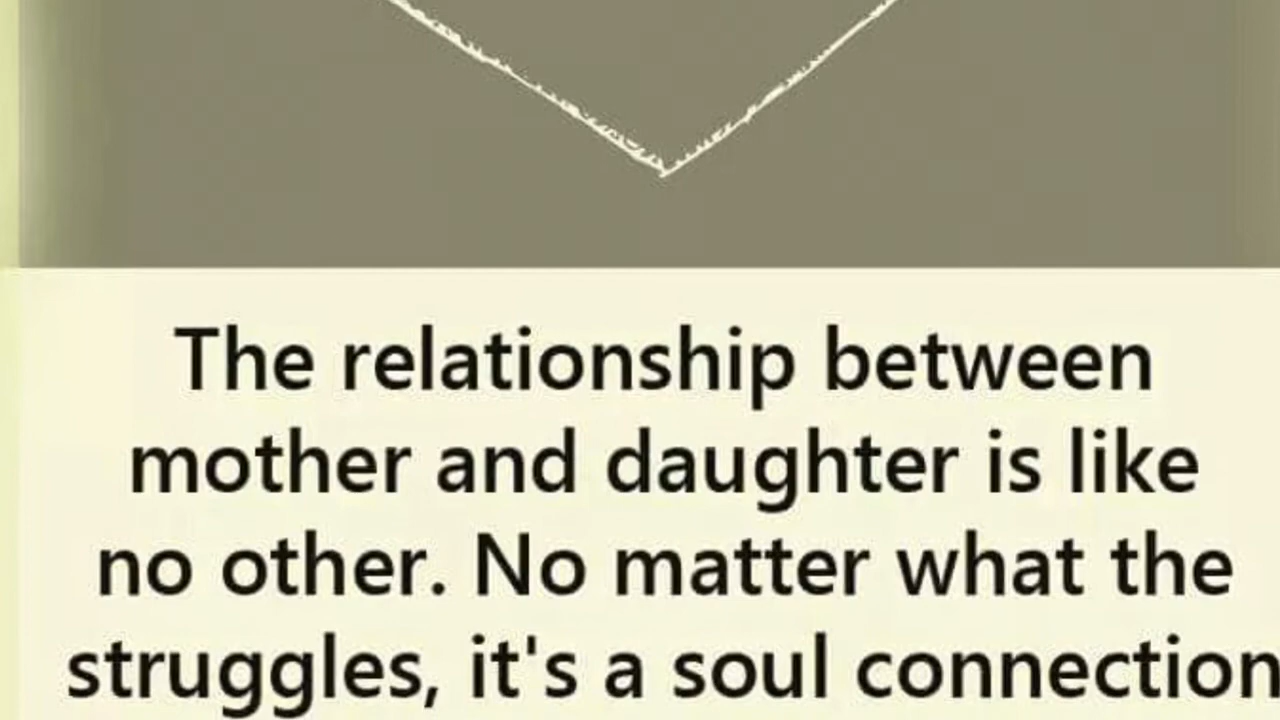 The relationship between
mother and daughter is like
no other. No matter what the
struggles, it's a soul connection